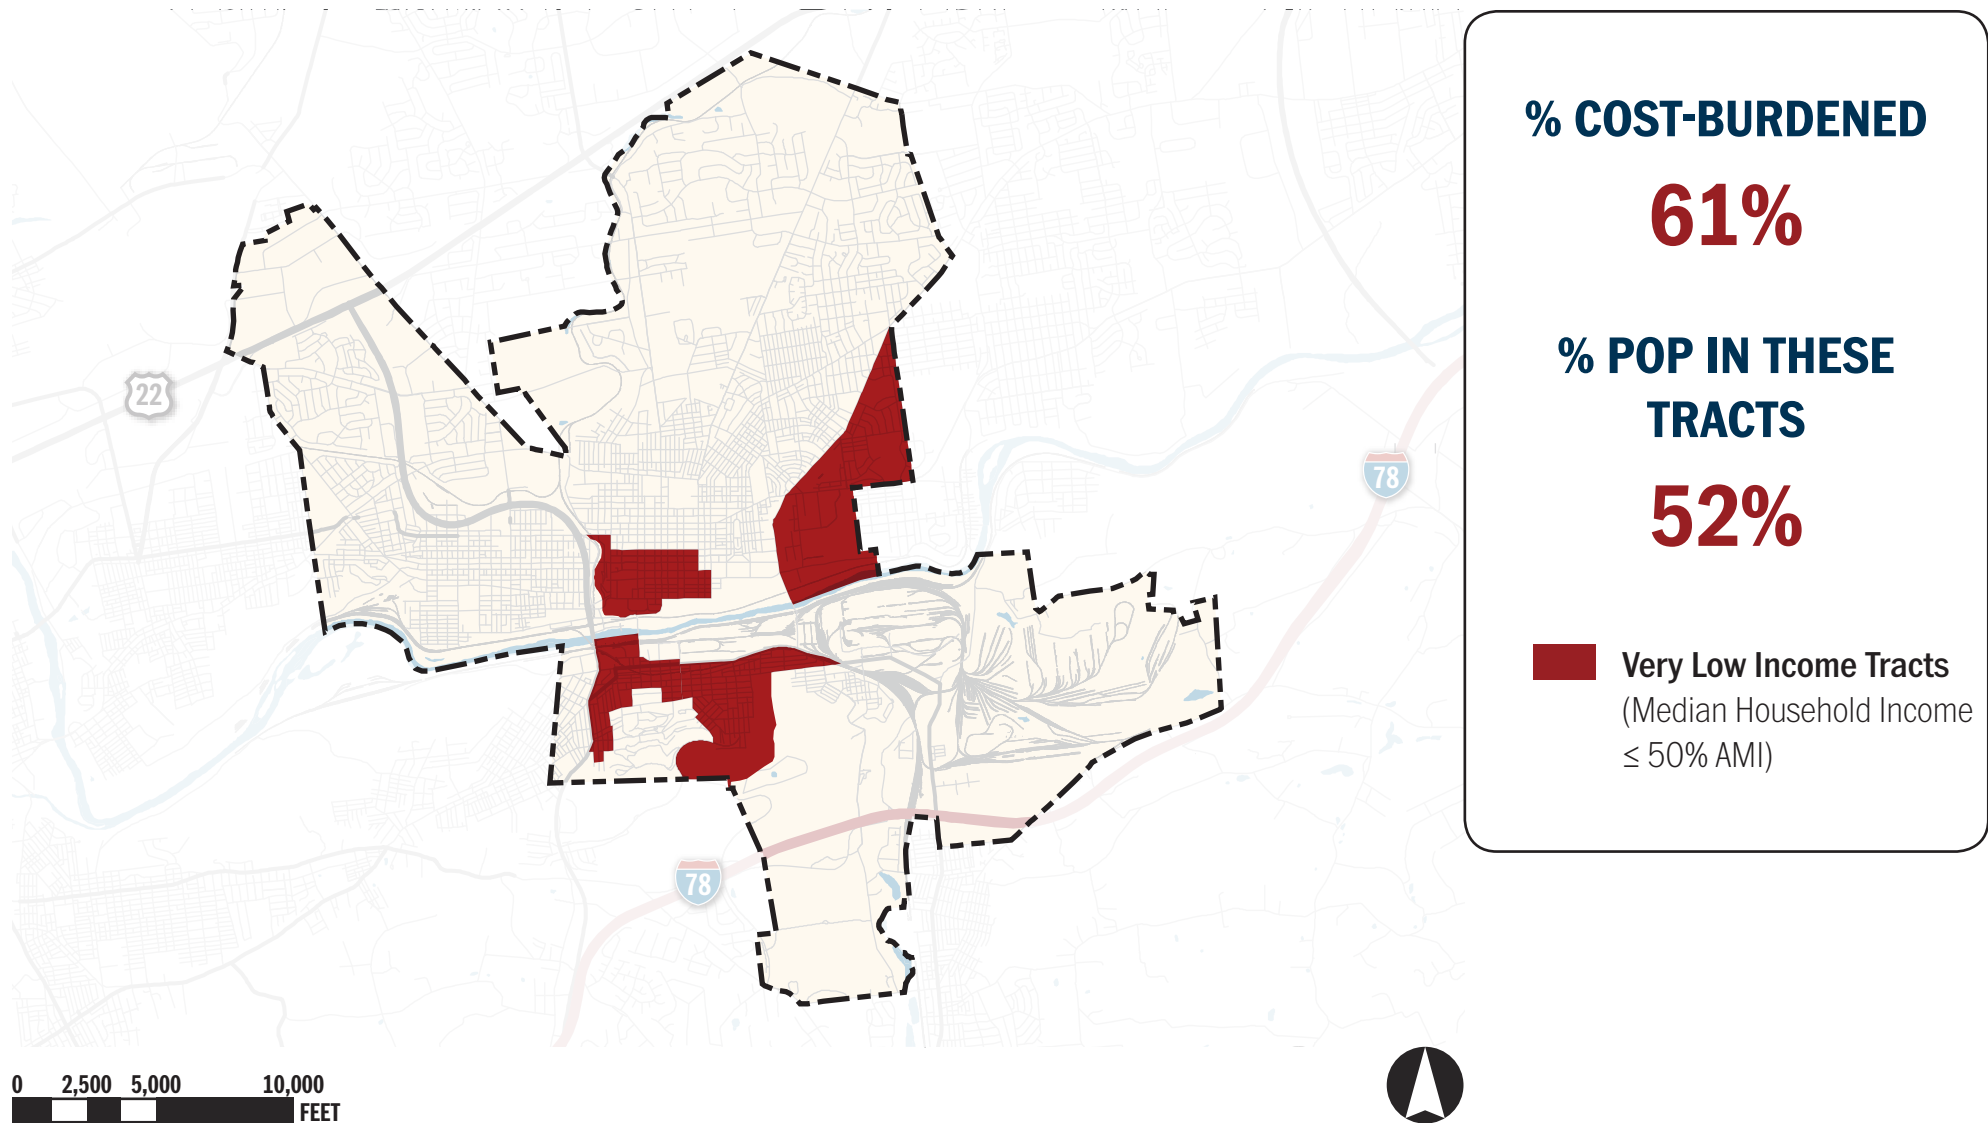 % COST-BURDENED
61%
% POP IN THESE
TRACTS
52%
Very Low Income Tracts
(Median Household Income
≤ 50% AMI)
22
78
78
0 2,500 5,000 10,000
FEET